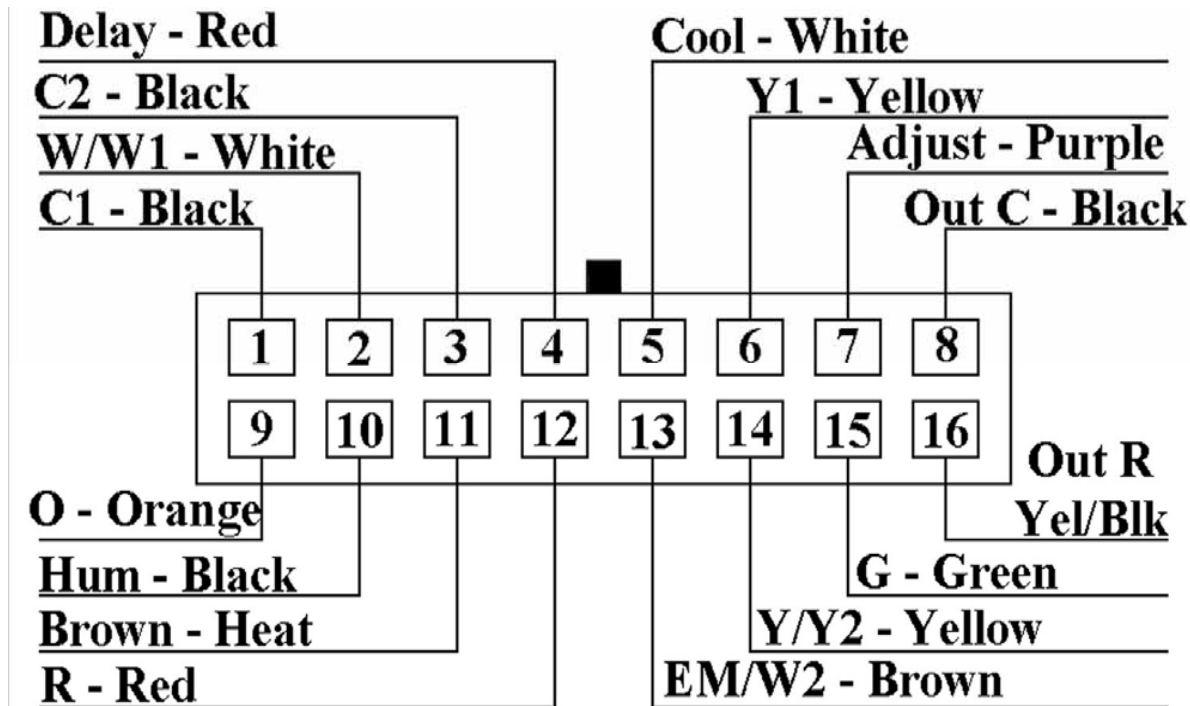 Delay - Red
C2 - Black
W/W1 - White
C1 - Black
Cool - White
Y1 - Yellow
Adjust - Purple
Out C - Black
1 2 3 4 5 6 7 8
9 10 11 12 13 14 15 16
O - Orange
Hum - Black
Brown - Heat
R - Red
Out R
Yel/Blk
G - Green
Y/Y2 - Yellow
EM/W2 - Brown